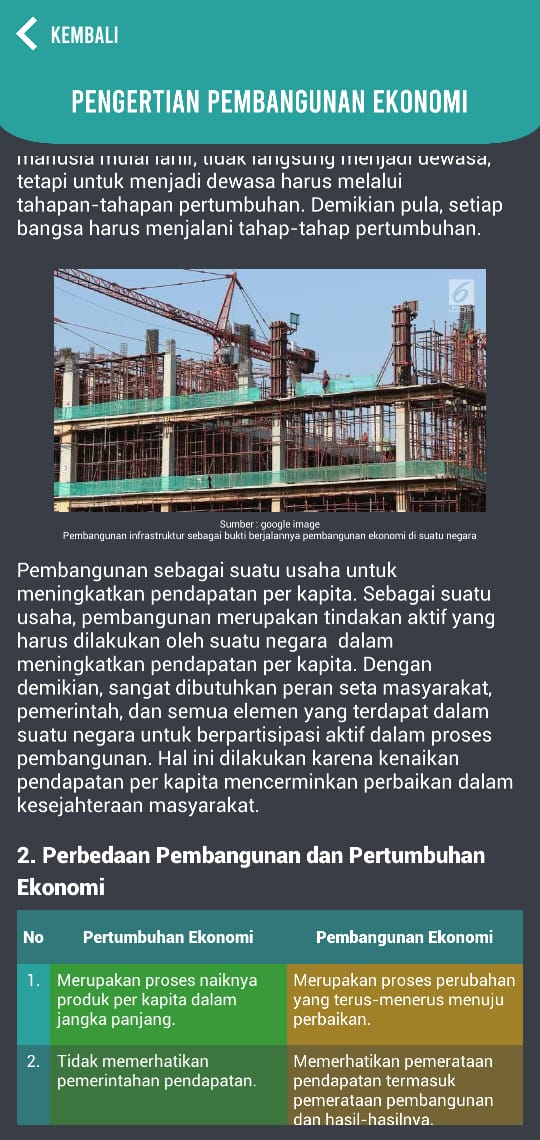 KEMBALI
PENGERTIAN PEMBANGUNAN EKONOMI
manusia mulai lahir, tidak langsung menjadi dewasa,
tetapi untuk menjadi dewasa harus melalui
tahapan-tahapan pertumbuhan. Demikian pula, setiap
bangsa harus menjalani tahap-tahap pertumbuhan.
6
.COM
Sumber : google image
Pembangunan infrastruktur sebagai bukti berjalannya pembangunan ekonomi di suatu negara
Pembangunan sebagai suatu usaha untuk
meningkatkan pendapatan per kapita. Sebagai suatu
usaha, pembangunan merupakan tindakan aktif yang
harus dilakukan oleh suatu negara  dalam
meningkatkan pendapatan per kapita. Dengan
demikian, sangat dibutuhkan peran seta masyarakat,
pemerintah, dan semua elemen yang terdapat dalam
suatu negara untuk berpartisipasi aktif dalam proses
pembangunan. Hal ini dilakukan karena kenaikan
pendapatan per kapita mencerminkan perbaikan dalam
kesejahteraan masyarakat.
2. Perbedaan Pembangunan dan Pertumbuhan
Ekonomi
No Pertumbuhan Ekonomi Pembangunan Ekonomi
1. Merupakan proses naiknya
produk per kapita dalam
jangka panjang.
Merupakan proses perubahan
yang terus-menerus menuju
perbaikan.
2. Tidak memerhatikan
pemerintahan pendapatan.
Memerhatikan pemerataan
pendapatan termasuk
pemerataan pembangunan
dan hasil-hasilnya.